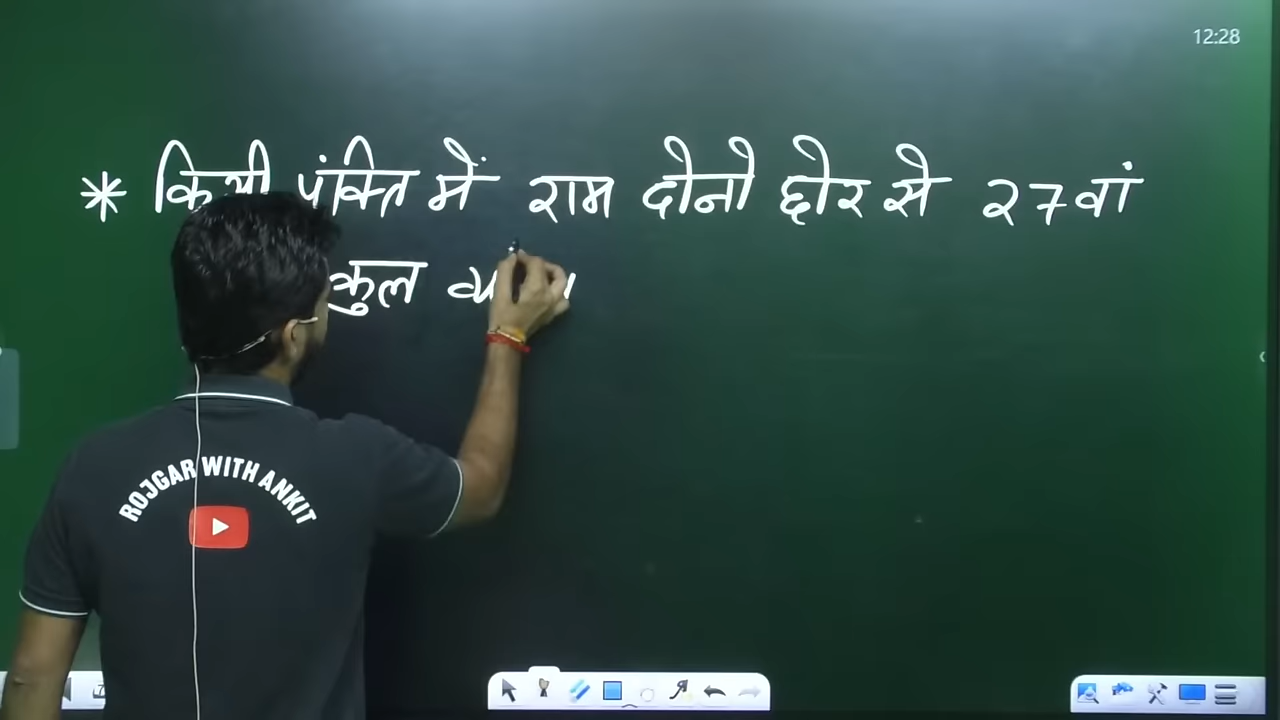 12:28
* किसी पंक्ति में राम दोनो छोर से 27वां
कुल
ROJGAR WITH ANKIT